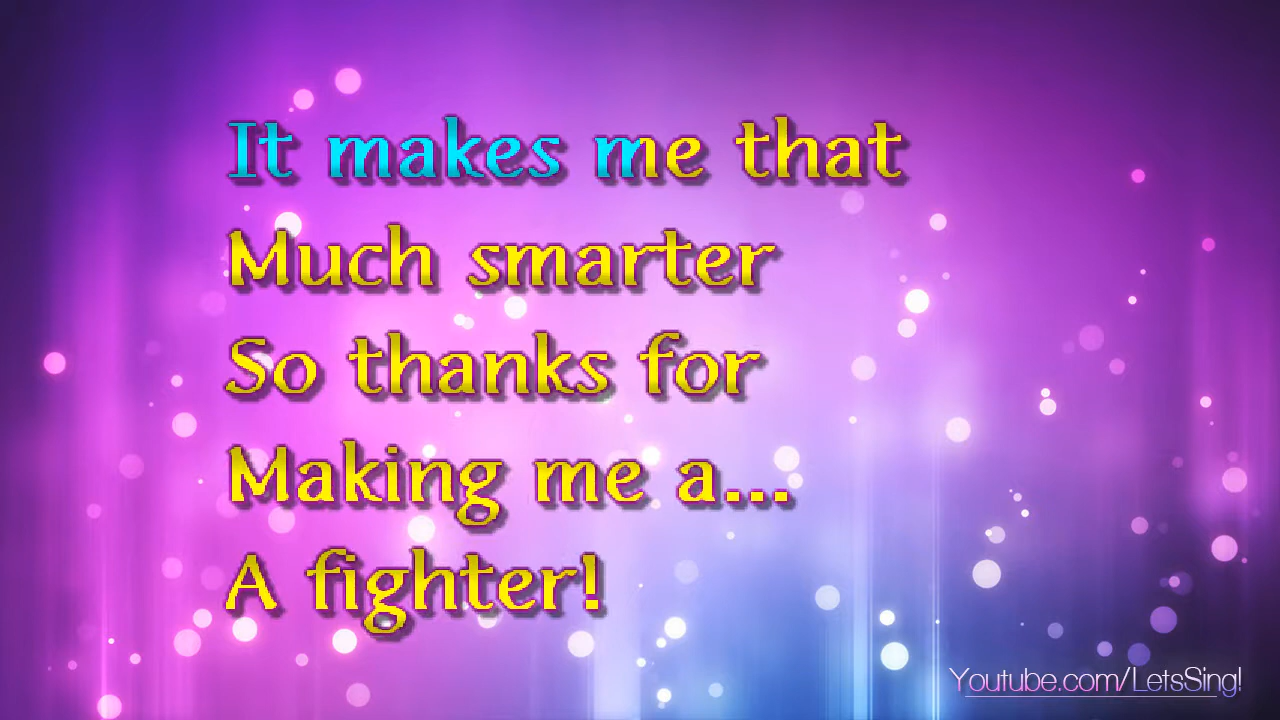 It makes me that
Much smarter
So thanks for
Making me a...
A fighter!
Youtube.com/LetsSing!